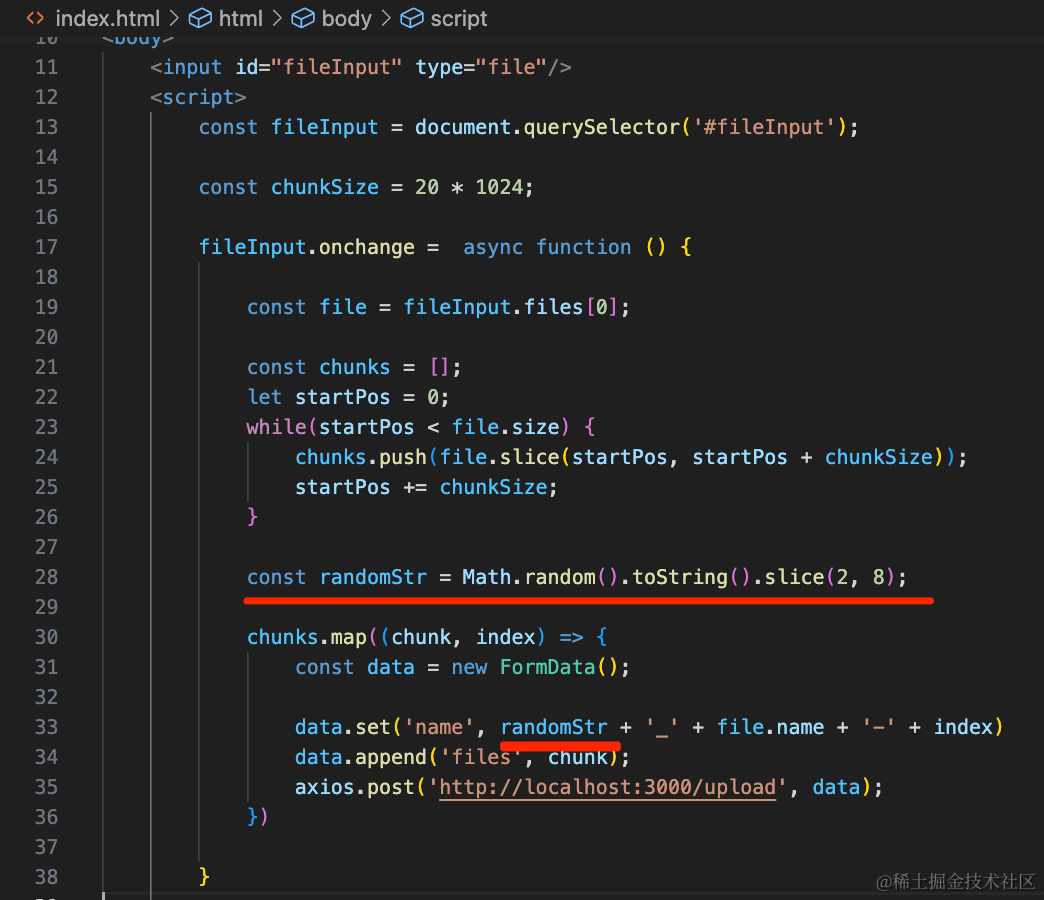 index.html > html > body > script
10 <body>
11 <input id="fileInput" type="file"/>
12 <script>
13 const fileInput = document.querySelector('#fileInput');
14
15 const chunkSize = 20 * 1024;
16
17 fileInput.onchange =  async function () {
18
19 const file = fileInput.files[0];
20
21 const chunks = [];
22 let startPos = 0;
23 while(startPos < file.size) {
24 chunks.push(file.slice(startPos, startPos + chunkSize));
25 startPos += chunkSize;
26 }
27
28 const randomStr = Math.random().toString().slice(2, 8);
29
30 chunks.map((chunk, index) => {
31 const data = new FormData();
32
33 data.set('name', randomStr + '_' + file.name + '-' + index)
34 data.append('files', chunk);
35 axios.post('http://localhost:3000/upload', data);
36 })
37
38 }
@稀土掘金技术社区